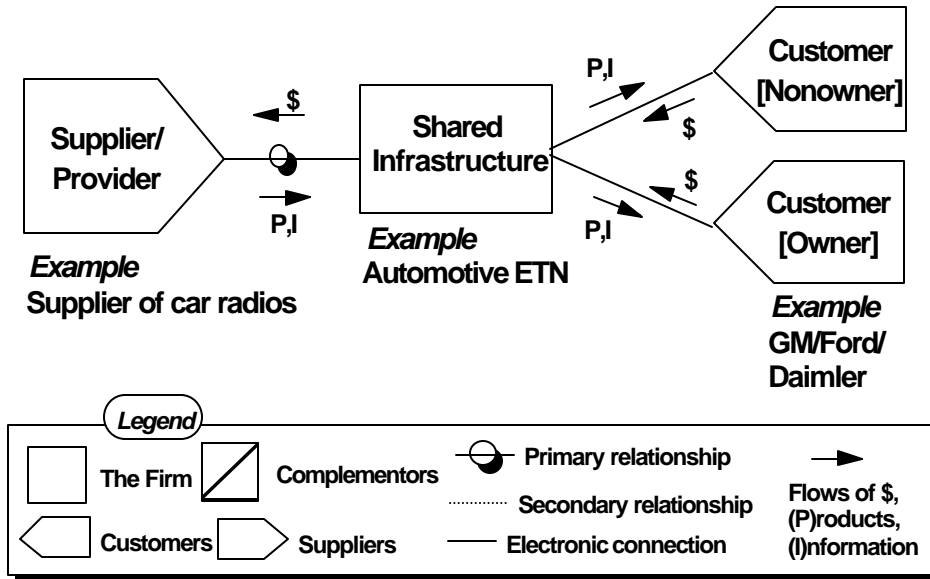 Supplier/
Provider
Example
Supplier of car radios
$
P,I
Shared
Infrastructure
Example
Automotive ETN
P,I
$
Customer
[Nonowner]
$
P,I
Customer
[Owner]
Example
GM/Ford/
Daimler
Legend
The Firm
Complementors
Primary relationship
Secondary relationship
Customers
Suppliers
Electronic connection
Flows of $,
(P)roducts,
(I)nformation